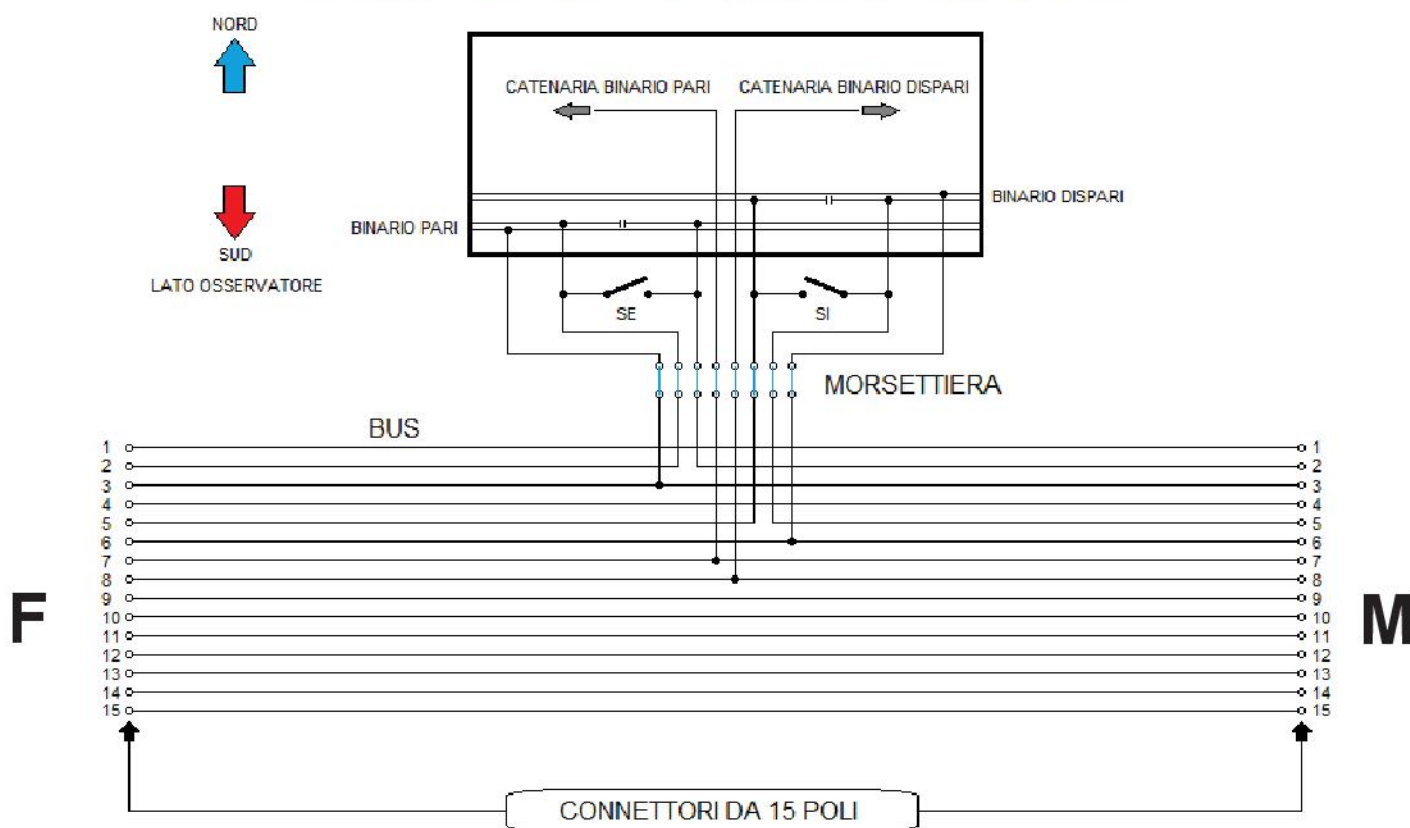 NORD
CATENARIA BINARIO PARI
CATENARIA BINARIO DISPARI
BINARIO DISPARI
BINARIO PARI
SUD
LATO OSSERVATORE
SE
SI
MORSETTIERA
BUS
1
1
2
2
3
3
4
4
5
5
6
6
7
7
8
8
F
9
9
M
10
10
11
11
12
12
13
13
14
14
15
15
CONNETTORI DA 15 POLI